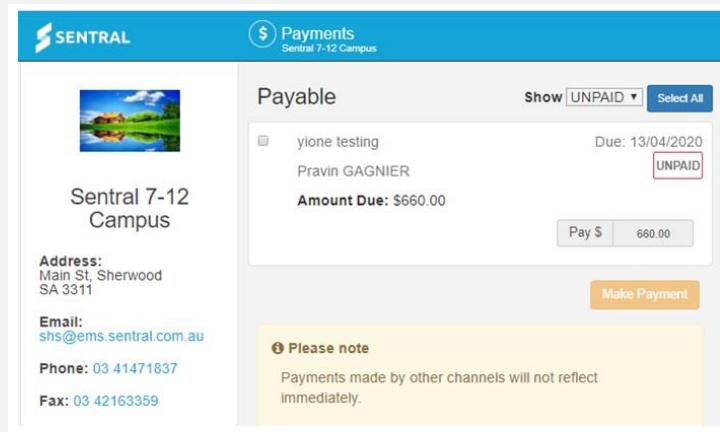 SENTRAL
$ Payments
Sentral 7-12 Campus
Sentral 7-12
Campus
Address:
Main St, Sherwood
SA 3311
Email:
shs@ems.sentral.com.au
Phone: 03 41471837
Fax: 03 42163359
Payable
Show UNPAID Select All
yione testing Due: 13/04/2020
Pravin GAGNIER UNPAID
Amount Due: $660.00
Pay $ 660.00
Make Payment
Please note
Payments made by other channels will not reflect
immediately.